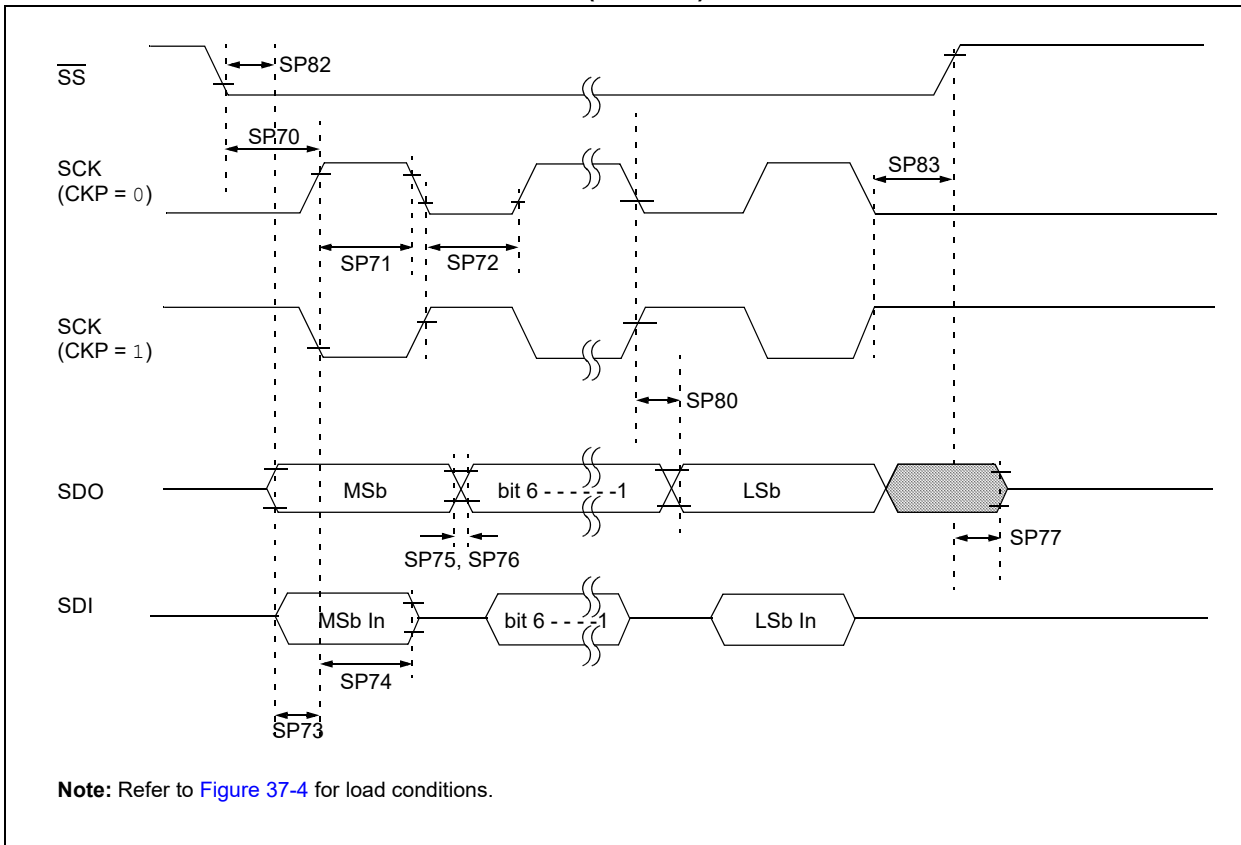 SS
SP82
SP70
SCK
(CKP = 0)
SP83
SP71
SP72
SCK
(CKP = 1)
SP80
SDO
MSb
bit 6 - - - - - -1
LSb
SP75, SP76
SP77
SDI
MSb In
bit 6 - - - -1
LSb In
SP74
SP73
Note: Refer to Figure 37-4 for load conditions.